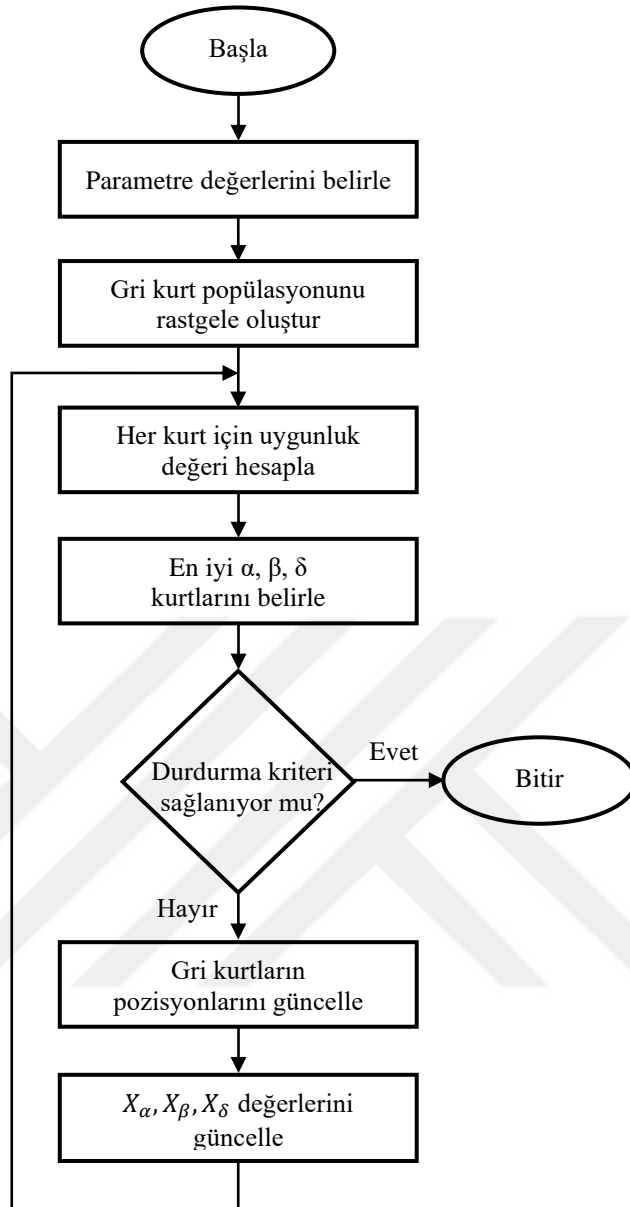 Başla
Parametre değerlerini belirle
Gri kurt popülasyonunu
rastgele oluştur
Her kurt için uygunluk
değeri hesapla
En iyi α, β, δ
kurtlarını belirle
Durdurma kriteri
sağlanıyor mu?
Evet
Bitir
Hayır
Gri kurtların
pozisyonlarını güncelle
𝑋𝛼, 𝑋𝛽, 𝑋𝛿 değerlerini
güncelle